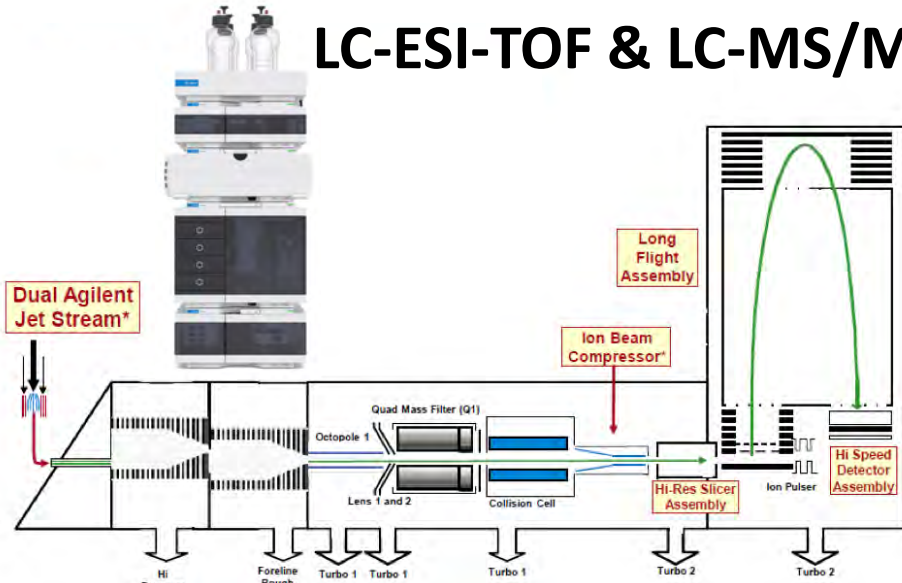 LC-ESI-TOF & LC-MS/M
Long
Flight
Assembly
Dual Agilent
Jet Stream*
Ion Beam
Compressor*
Quad Mass Filter (Q1)
Octopole 1
Lens 1 and 2
Collision Cell
Hi-Res Slicer
Assembly
Ion Pulser
Hi Speed
Detector
Assembly
Hi
Foreline
Turbo 1
Turbo 1
Turbo 1
Turbo 2
Turbo 2